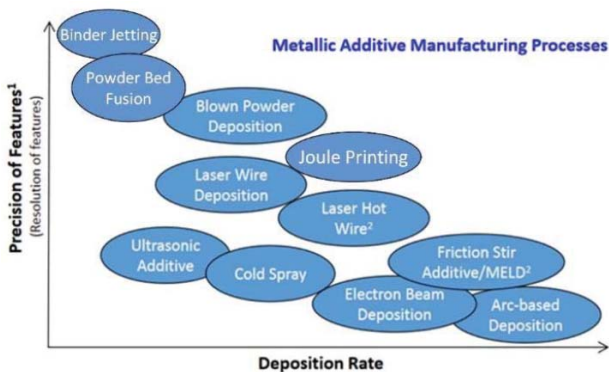 Binder Jetting
Metallic Additive Manufacturing Processes
Powder Bed
Fusion
Blown Powder
Deposition
Joule Printing
Laser Wire
Deposition
Laser Hot
Wire²
Ultrasonic
Additive
Cold Spray
Friction Stir
Additive/MELD²
Electron Beam
Deposition
Arc-based
Deposition
Precision of Features¹
(Resolution of features)
Deposition Rate